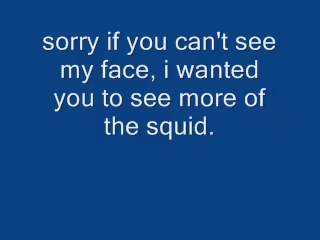 sorry if you can't see
my face, i wanted
you to see more of
the squid.